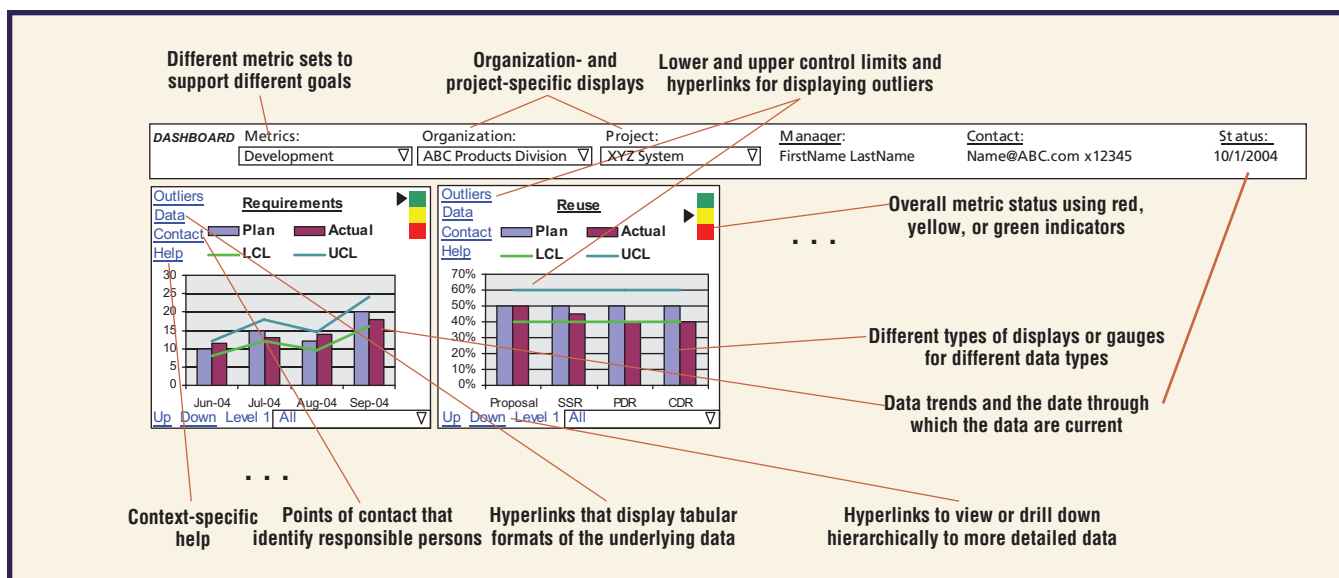 Different metric sets to
support different goals
Organization- and
project-specific displays
Lower and upper control limits and
hyperlinks for displaying outliers
DASHBOARD
Metrics:
Development
Organization:
ABC Products Division
Project:
XYZ System
Manager:
FirstName LastName
Contact:
Name@ABC.com x12345
Status:
10/1/2004
Outliers
Data
Contact
Help
Requirements
Plan Actual
LCL UCL
30
25
20
15
10
5
0
Jun-04 Jul-04 Aug-04 Sep-04
Up Down Level 1 All
Outliers
Data
Contact
Help
Reuse
Plan Actual
LCL UCL
70%
60%
50%
40%
30%
20%
10%
0%
Proposal SSR PDR CDR
Up Down Level 1 All
Overall metric status using red,
yellow, or green indicators
. . .
Different types of displays or gauges
for different data types
Data trends and the date through
which the data are current
. . .
Context-specific
help
Points of contact that
identify responsible persons
Hyperlinks that display tabular
formats of the underlying data
Hyperlinks to view or drill down
hierarchically to more detailed data